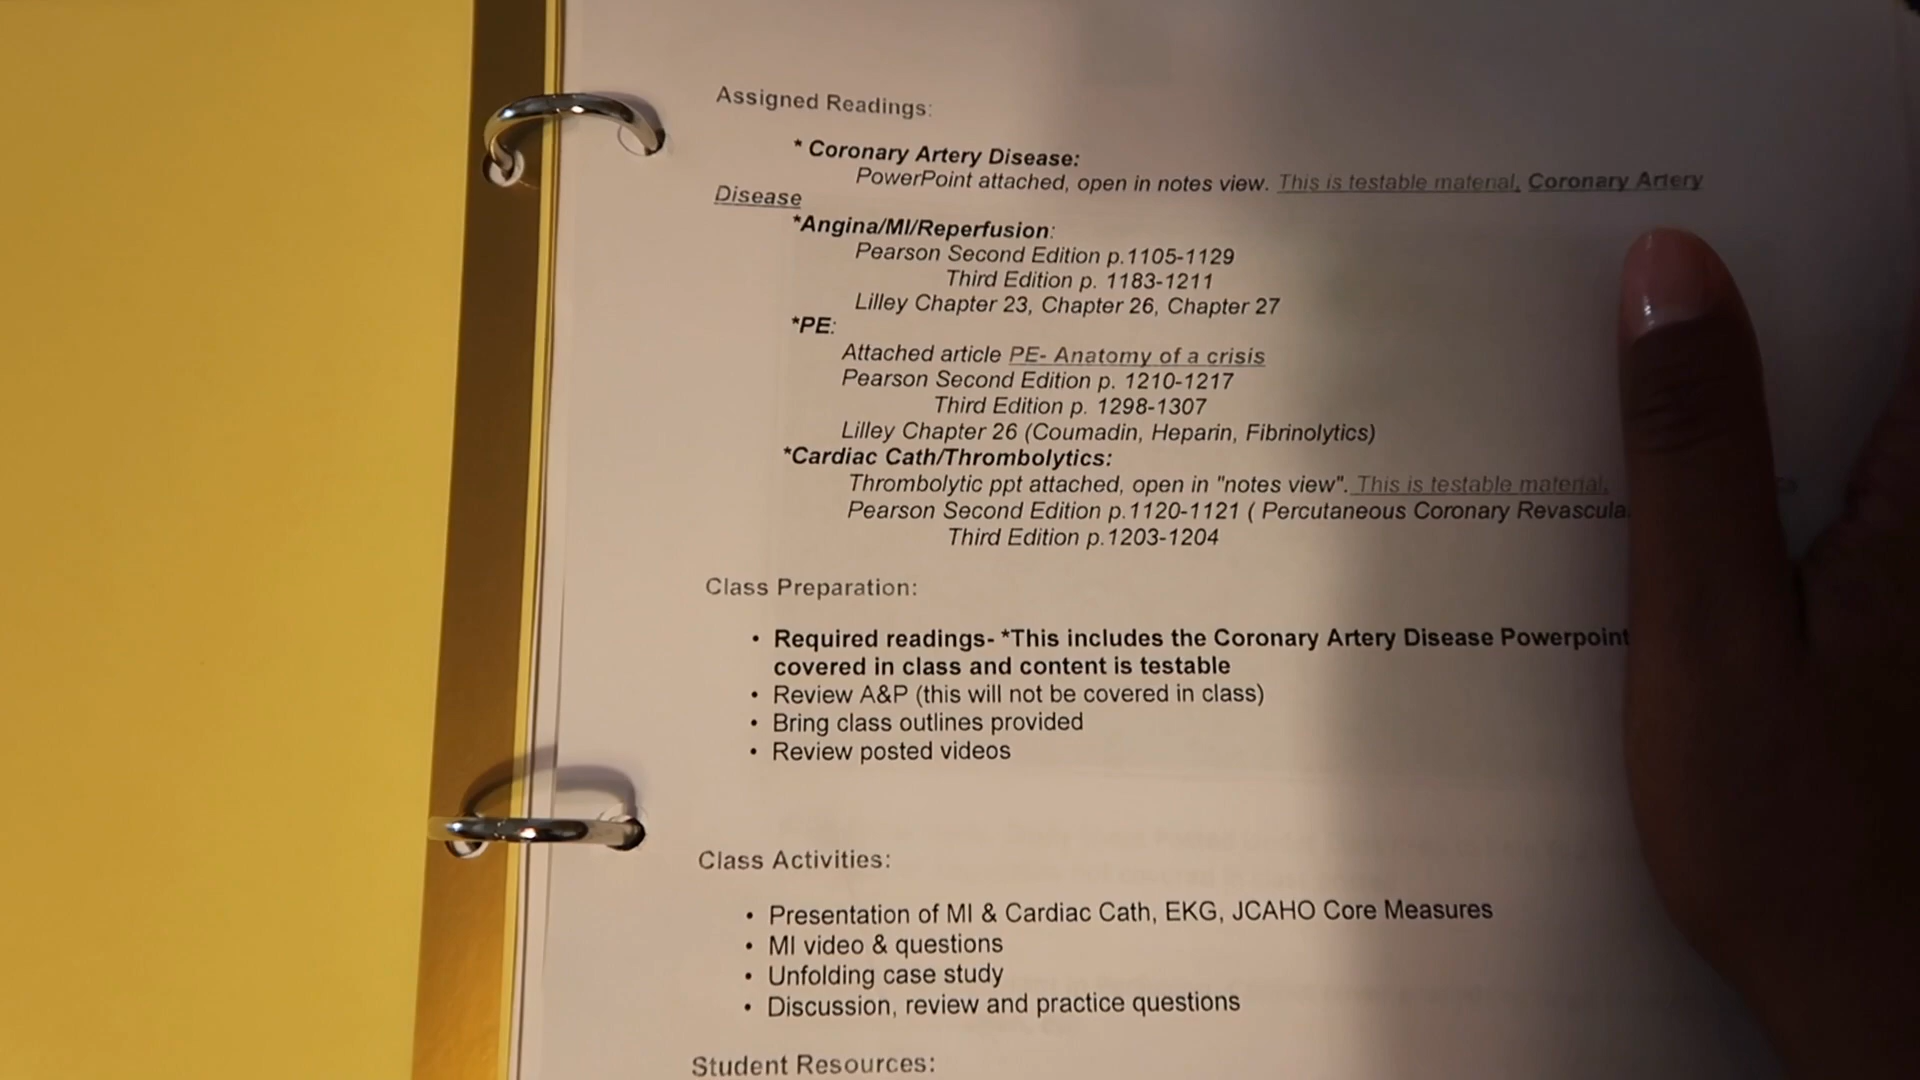 Assigned Readings:
* Coronary Artery Disease:
PowerPoint attached, open in notes view. This is testable material, Coronary Artery
Disease
*Angina/MI/Reperfusion:
Pearson Second Edition p.1105-1129
Third Edition p. 1183-1211
Lilley Chapter 23, Chapter 26, Chapter 27
*PE:
Attached article PE- Anatomy of a crisis
Pearson Second Edition p. 1210-1217
Third Edition p. 1298-1307
Lilley Chapter 26 (Coumadin, Heparin, Fibrinolytics)
*Cardiac Cath/Thrombolytics:
Thrombolytic ppt attached, open in "notes view". This is testable material,
Pearson Second Edition p.1120-1121 ( Percutaneous Coronary
Third Edition p.1203-1204
Class Preparation:
• Required readings- *This includes the Coronary Artery Disease Powerpoint
covered in class and content is testable
• Review A&P (this will not be covered in class)
• Bring class outlines provided
• Review posted videos
Class Activities:
• Presentation of MI & Cardiac Cath, EKG, JCAHO Core Measures
• MI video & questions
• Unfolding case study
• Discussion, review and practice questions
Student Resources: